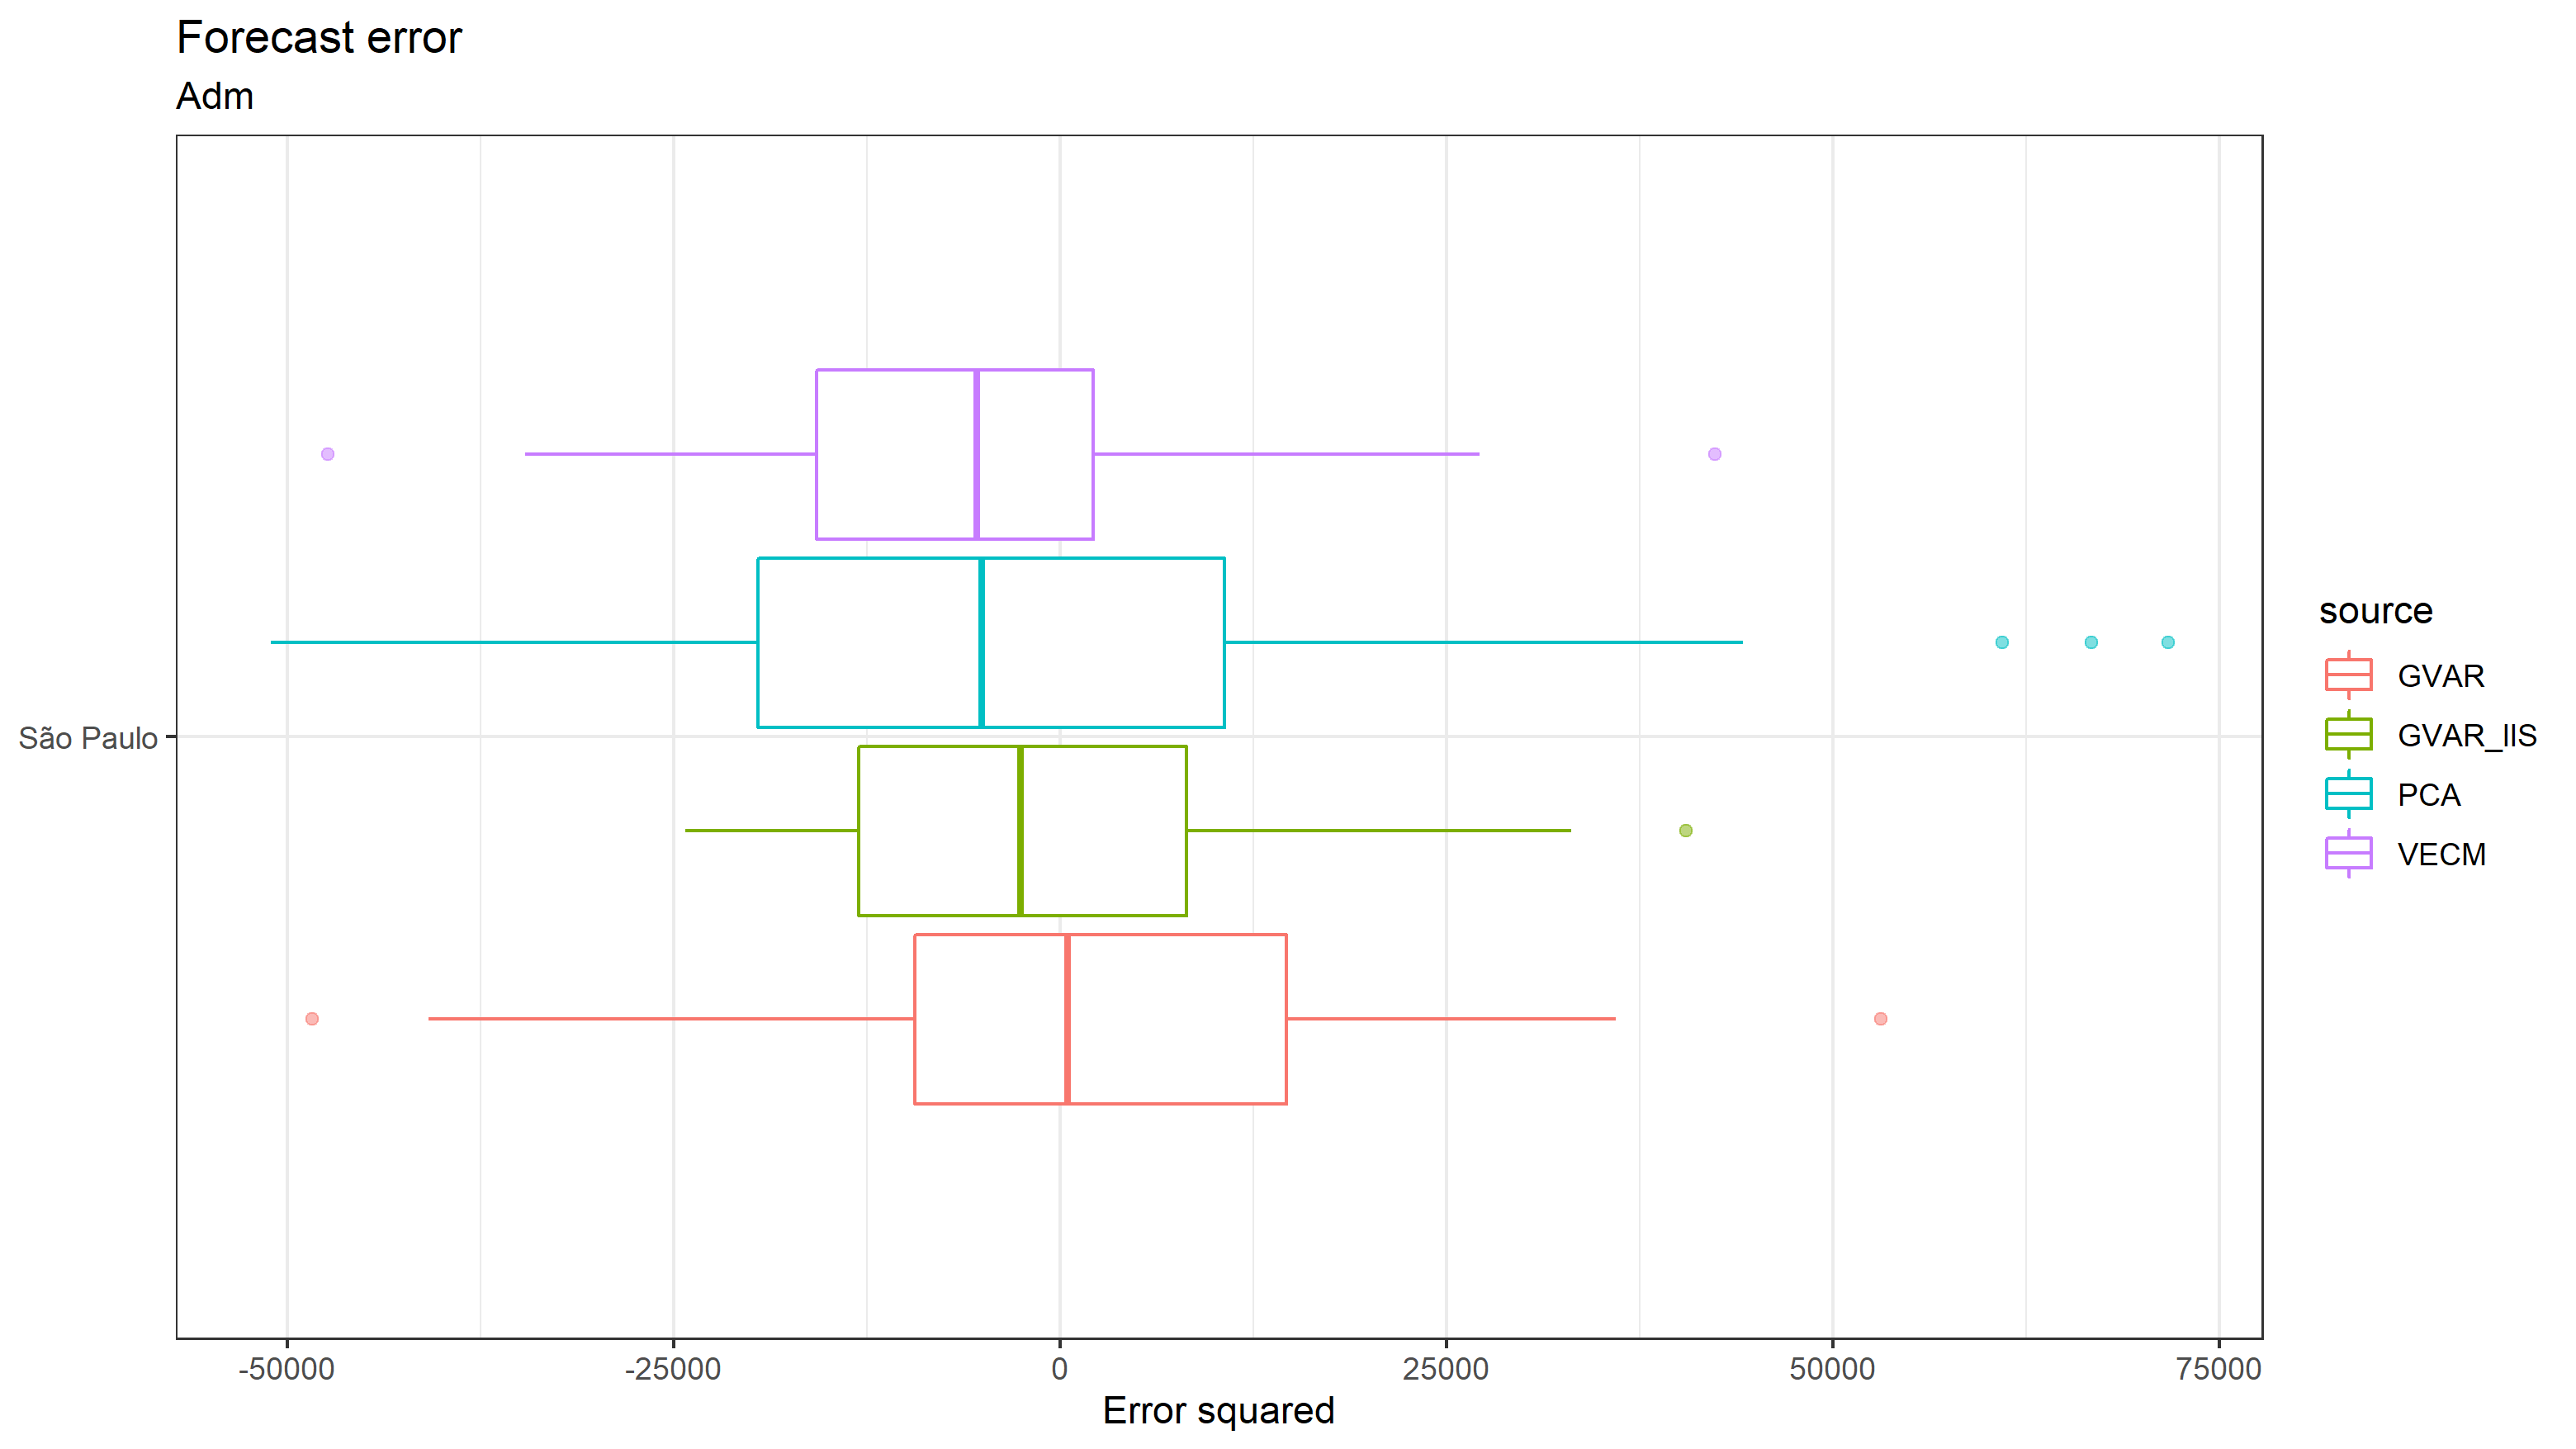 Forecast error
Adm
São Paulo
-50000
-25000
0
25000
50000
75000
Error squared
source
GVAR
GVAR_IIS
PCA
VECM